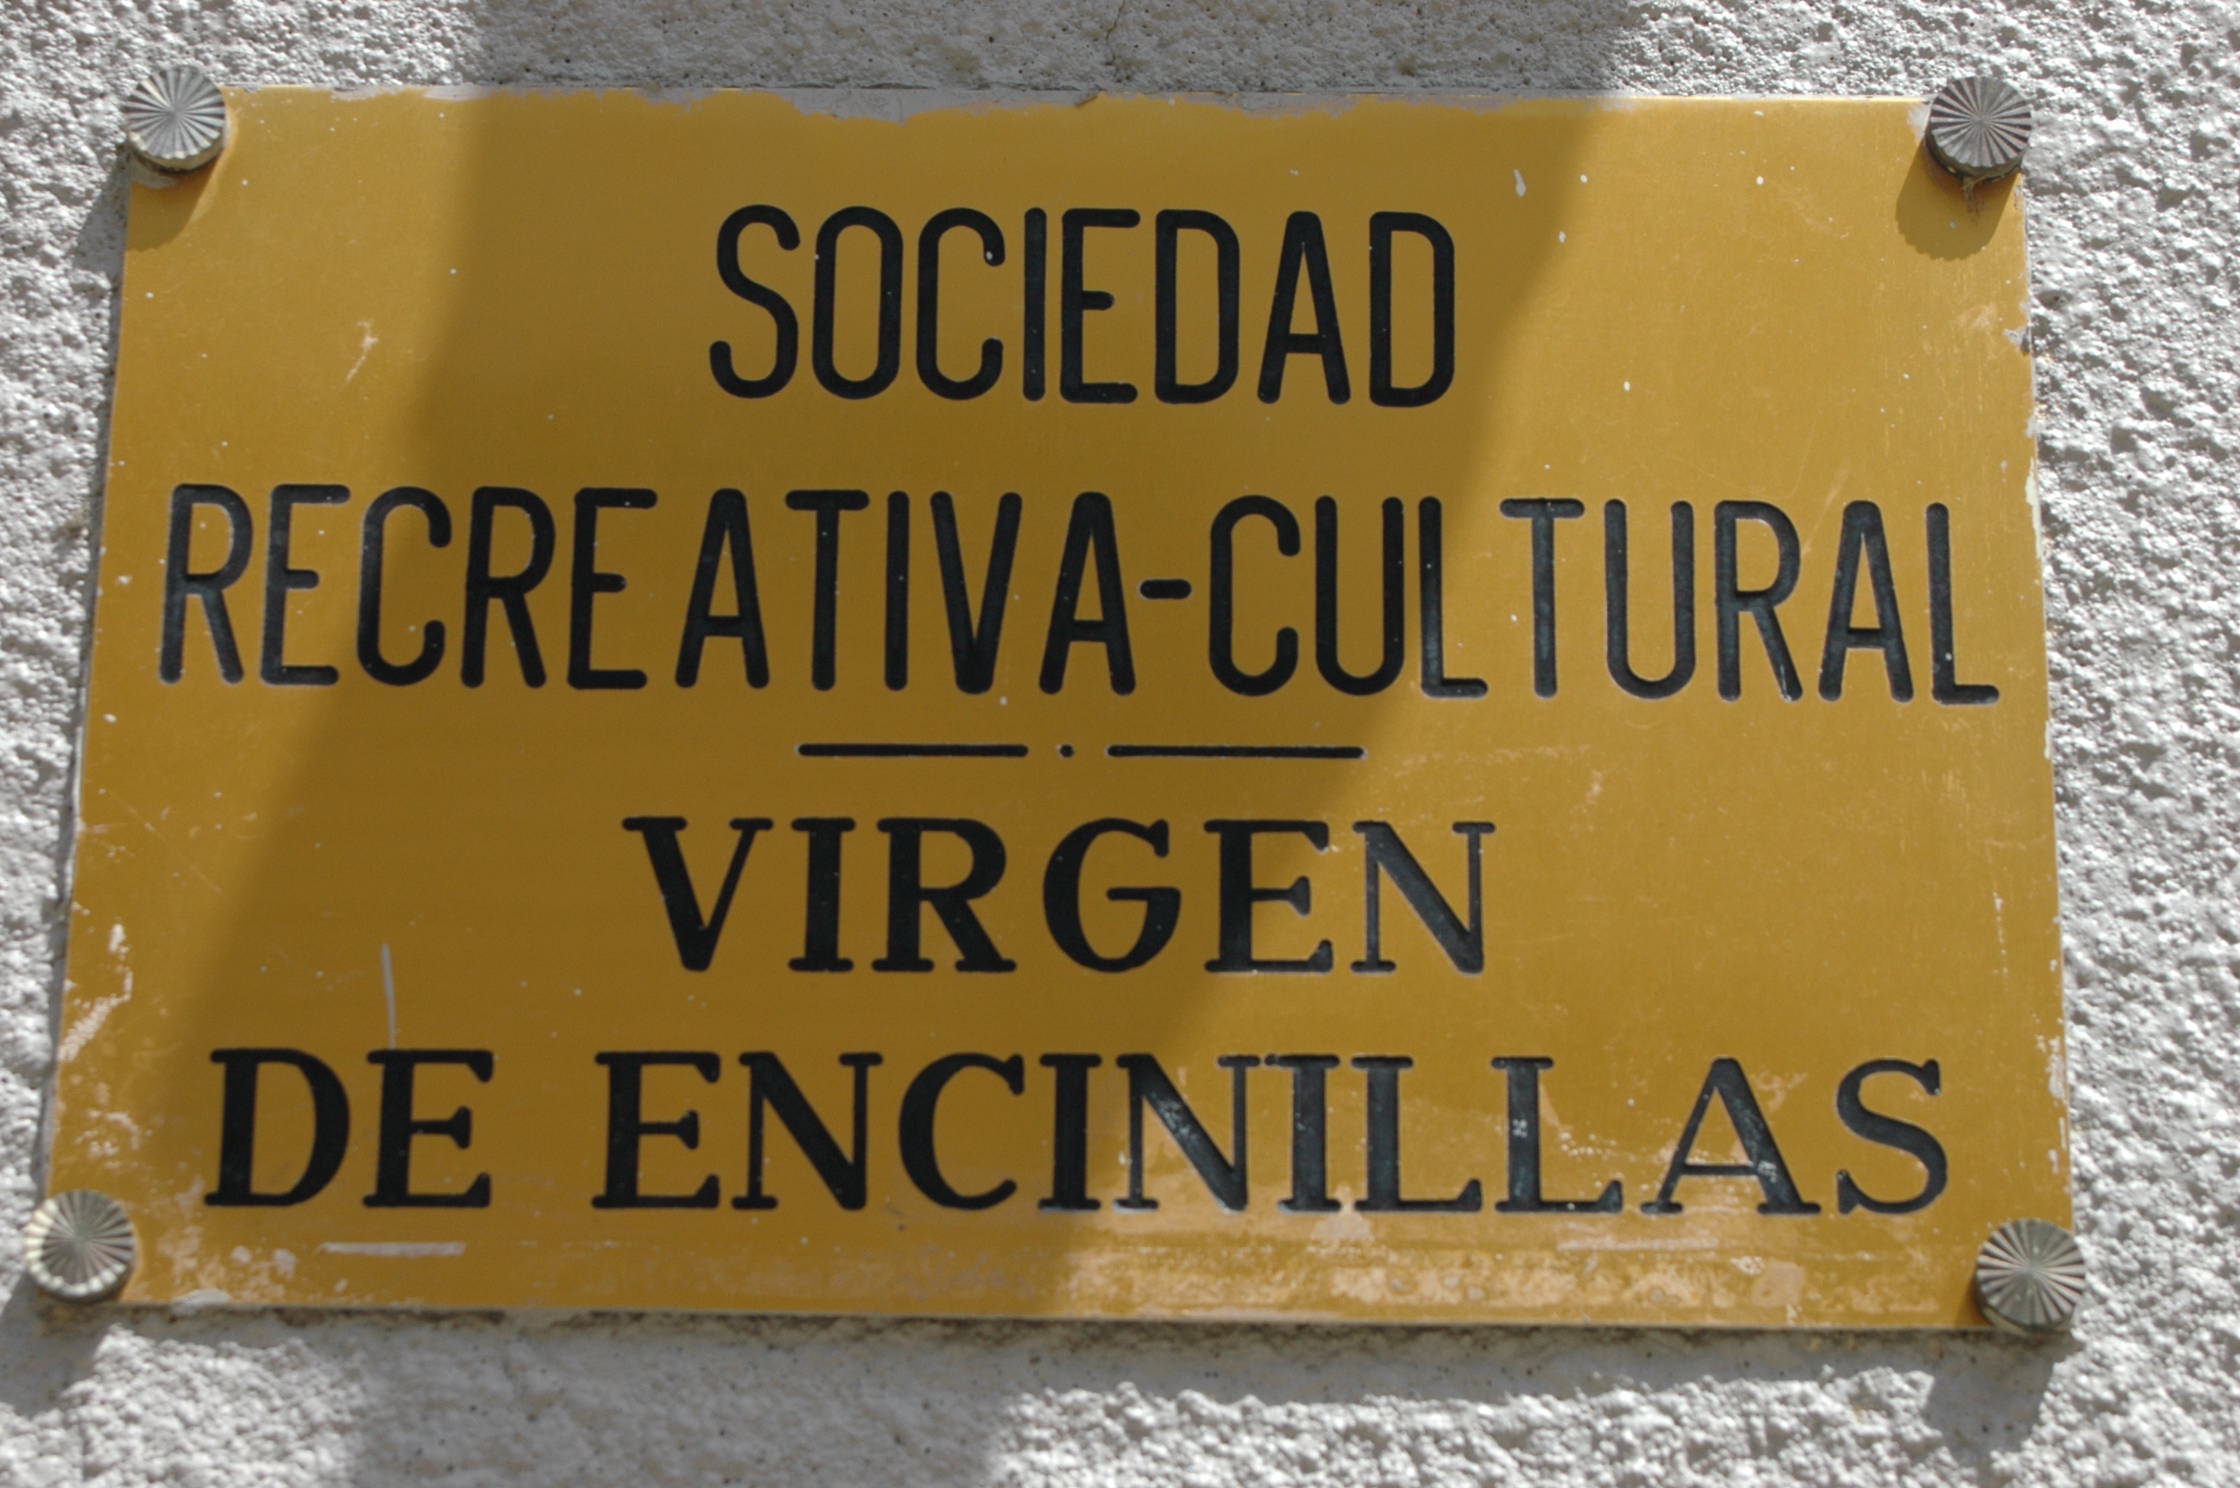 SOCIEDAD
RECREATIVA-CULTURAL
VIRGEN
DE ENCINILLAS